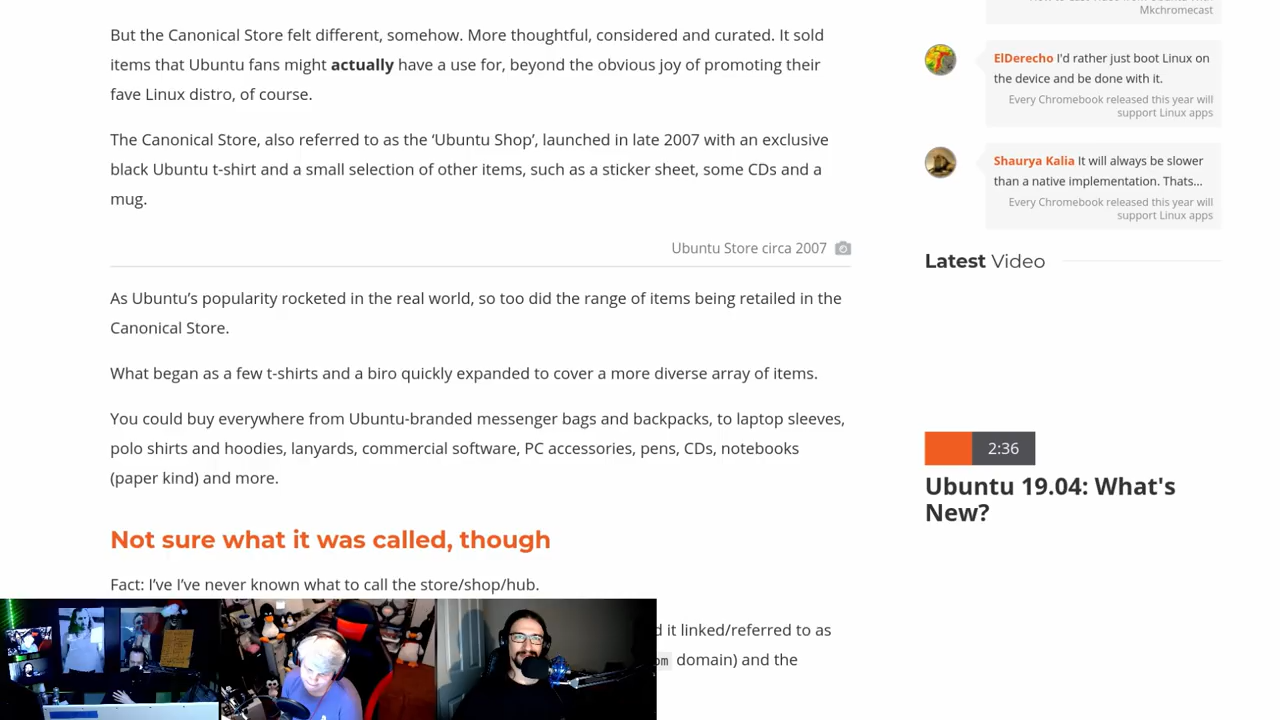 But the Canonical Store felt different, somehow. More thoughtful, considered and curated. It sold
items that Ubuntu fans might actually have a use for, beyond the obvious joy of promoting their
fave Linux distro, of course.
The Canonical Store, also referred to as the ‘Ubuntu Shop’, launched in late 2007 with an exclusive
black Ubuntu t-shirt and a small selection of other items, such as a sticker sheet, some CDs and a
mug.
Ubuntu Store circa 2007
As Ubuntu’s popularity rocketed in the real world, so too did the range of items being retailed in the
Canonical Store.
What began as a few t-shirts and a biro quickly expanded to cover a more diverse array of items.
You could buy everywhere from Ubuntu-branded messenger bags and backpacks, to laptop sleeves,
polo shirts and hoodies, lanyards, commercial software, PC accessories, pens, CDs, notebooks
(paper kind) and more.
Not sure what it was called, though
Fact: I’ve I’ve never known what to call the store/shop/hub.
d it linked/referred to as
om domain) and the
Mkchromecast
ElDerecho I'd rather just boot Linux on
the device and be done with it.
Every Chromebook released this year will
support Linux apps
Shaurya Kalia It will always be slower
than a native implementation. Thats...
Every Chromebook released this year will
support Linux apps
Latest Video
2:36
Ubuntu 19.04: What's
New?